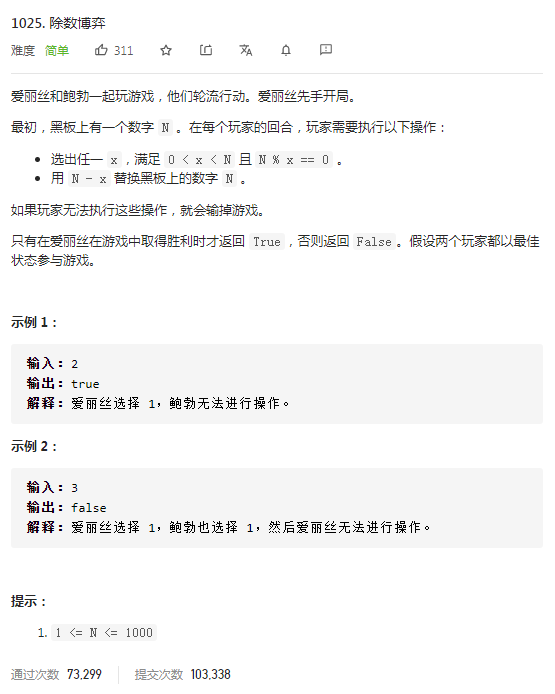 1025. 除数博弈
难度 简单 311
爱丽丝和鲍勃一起玩游戏，他们轮流行动。爱丽丝先手开局。
最初，黑板上有一个数字 N 。在每个玩家的回合，玩家需要执行以下操作：
• 选出任一 x，满足 0 < x < N 且 N % x == 0 。
• 用 N - x 替换黑板上的数字 N 。
如果玩家无法执行这些操作，就会输掉游戏。
只有在爱丽丝在游戏中取得胜利时才返回 True，否则返回 False。假设两个玩家都以最佳
状态参与游戏。
示例 1：
输入：2
输出：true
解释：爱丽丝选择 1，鲍勃无法进行操作。
示例 2：
输入：3
输出：false
解释：爱丽丝选择 1，鲍勃也选择 1，然后爱丽丝无法进行操作。
提示：
1. 1 <= N <= 1000
通过次数 73,299 提交次数 103,338